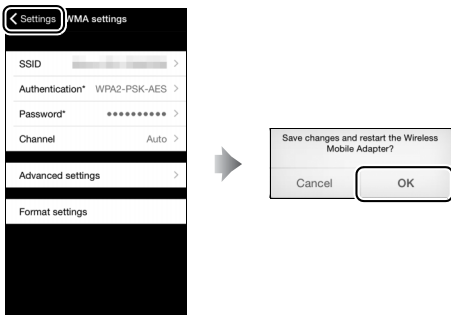 Settings WMA settings
SSID
Authentication* WPA2-PSK-AES
Password* ••••••••••
Channel Auto
Advanced settings
Format settings
Save changes and restart the Wireless
Mobile Adapter?
Cancel OK